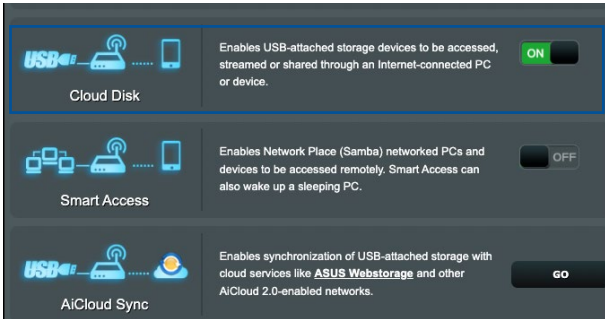 Enables USB-attached storage devices to be accessed,
USB
streamed or shared through an Internet-connected PC
ON
or device.
Cloud Disk
Enables Network Place (Samba) networked PCs and
devices to be accessed remotely. Smart Access can
OFF
also wake up a sleeping PC.
Smart Access
Enables synchronization of USB-attached storage with
USB
cloud services like ASUS Webstorage and other
GO
AiCloud 2.0-enabled networks.
AiCloud Sync